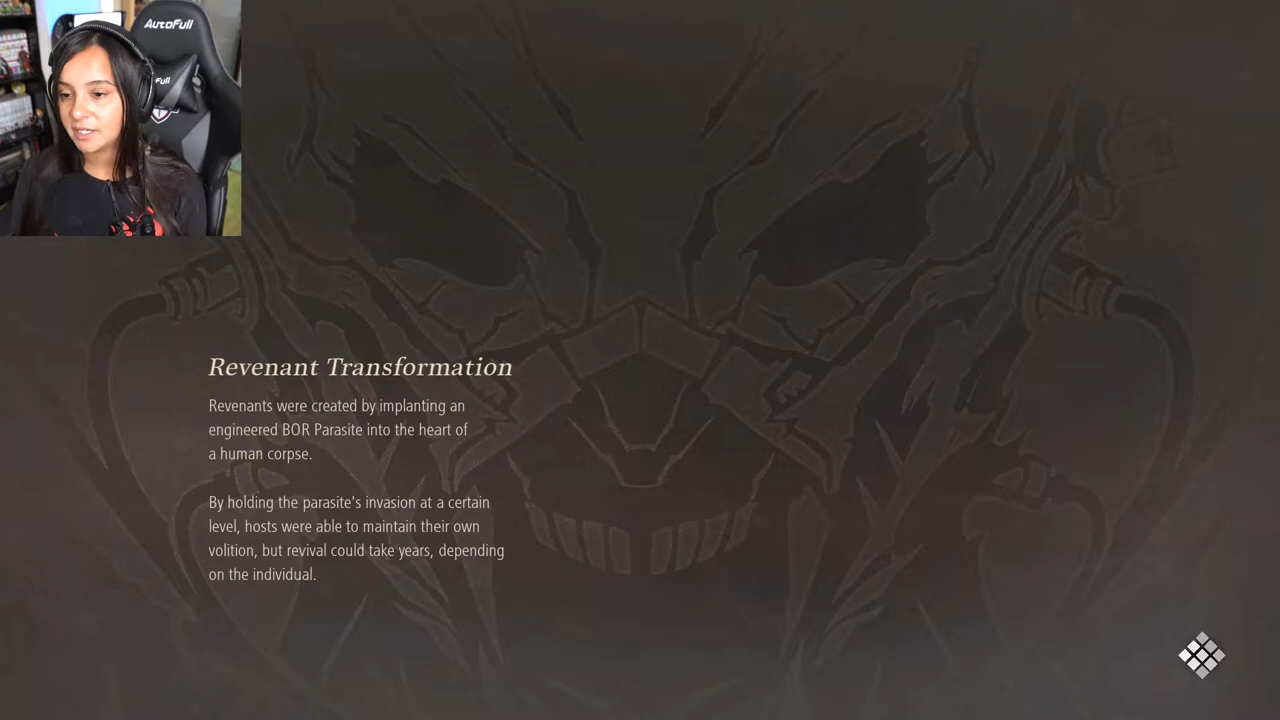 AutoFull
Full
Revenant Transformation
Revenants were created by implanting an
engineered BOR Parasite into the heart of
a human corpse.
By holding the parasite's invasion at a certain
level, hosts were able to maintain their own
volition, but revival could take years, depending
on the individual.